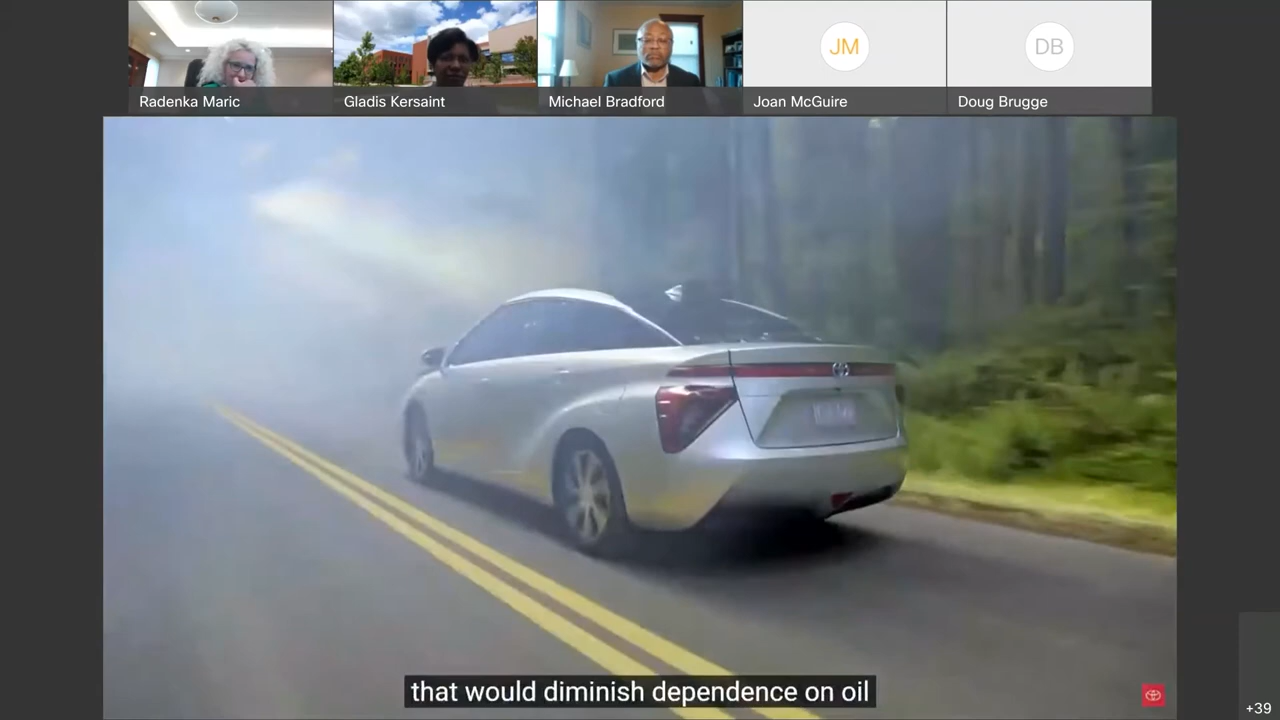 Radenka Maric
Gladis Kersaint
Michael Bradford
JM
Joan McGuire
DB
Doug Brugge
that would diminish dependence on oil
+39